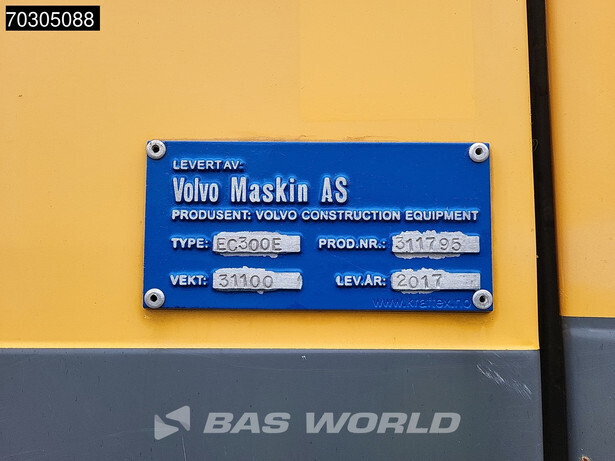 70305088
LEVERT AV:
Volvo Maskin AS
PRODUSENT: VOLVO CONSTRUCTION EQUIPMENT
TYPE: EC300E PROD.NR.: 311795
VEKT: 31100 LEV.ÅR: 2017
www.kraftex.no
BAS WORLD